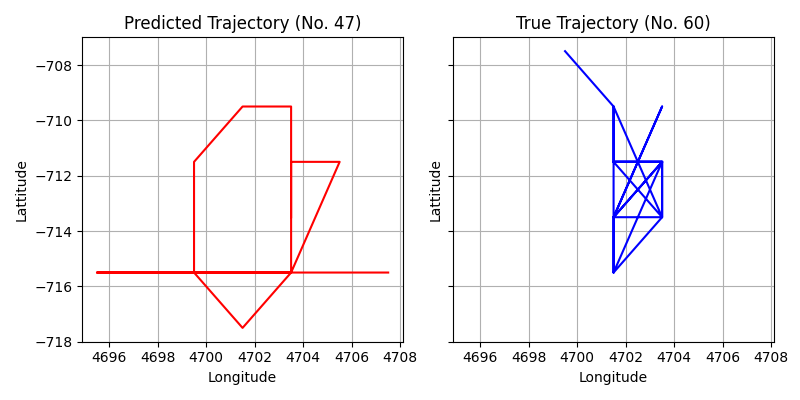 Predicted Trajectory (No. 47)
True Trajectory (No. 60)
−708
−710
−712
−714
−716
−718
Lattitude
Lattitude
4696 4698 4700 4702 4704 4706 4708
4696 4698 4700 4702 4704 4706 4708
Longitude
Longitude